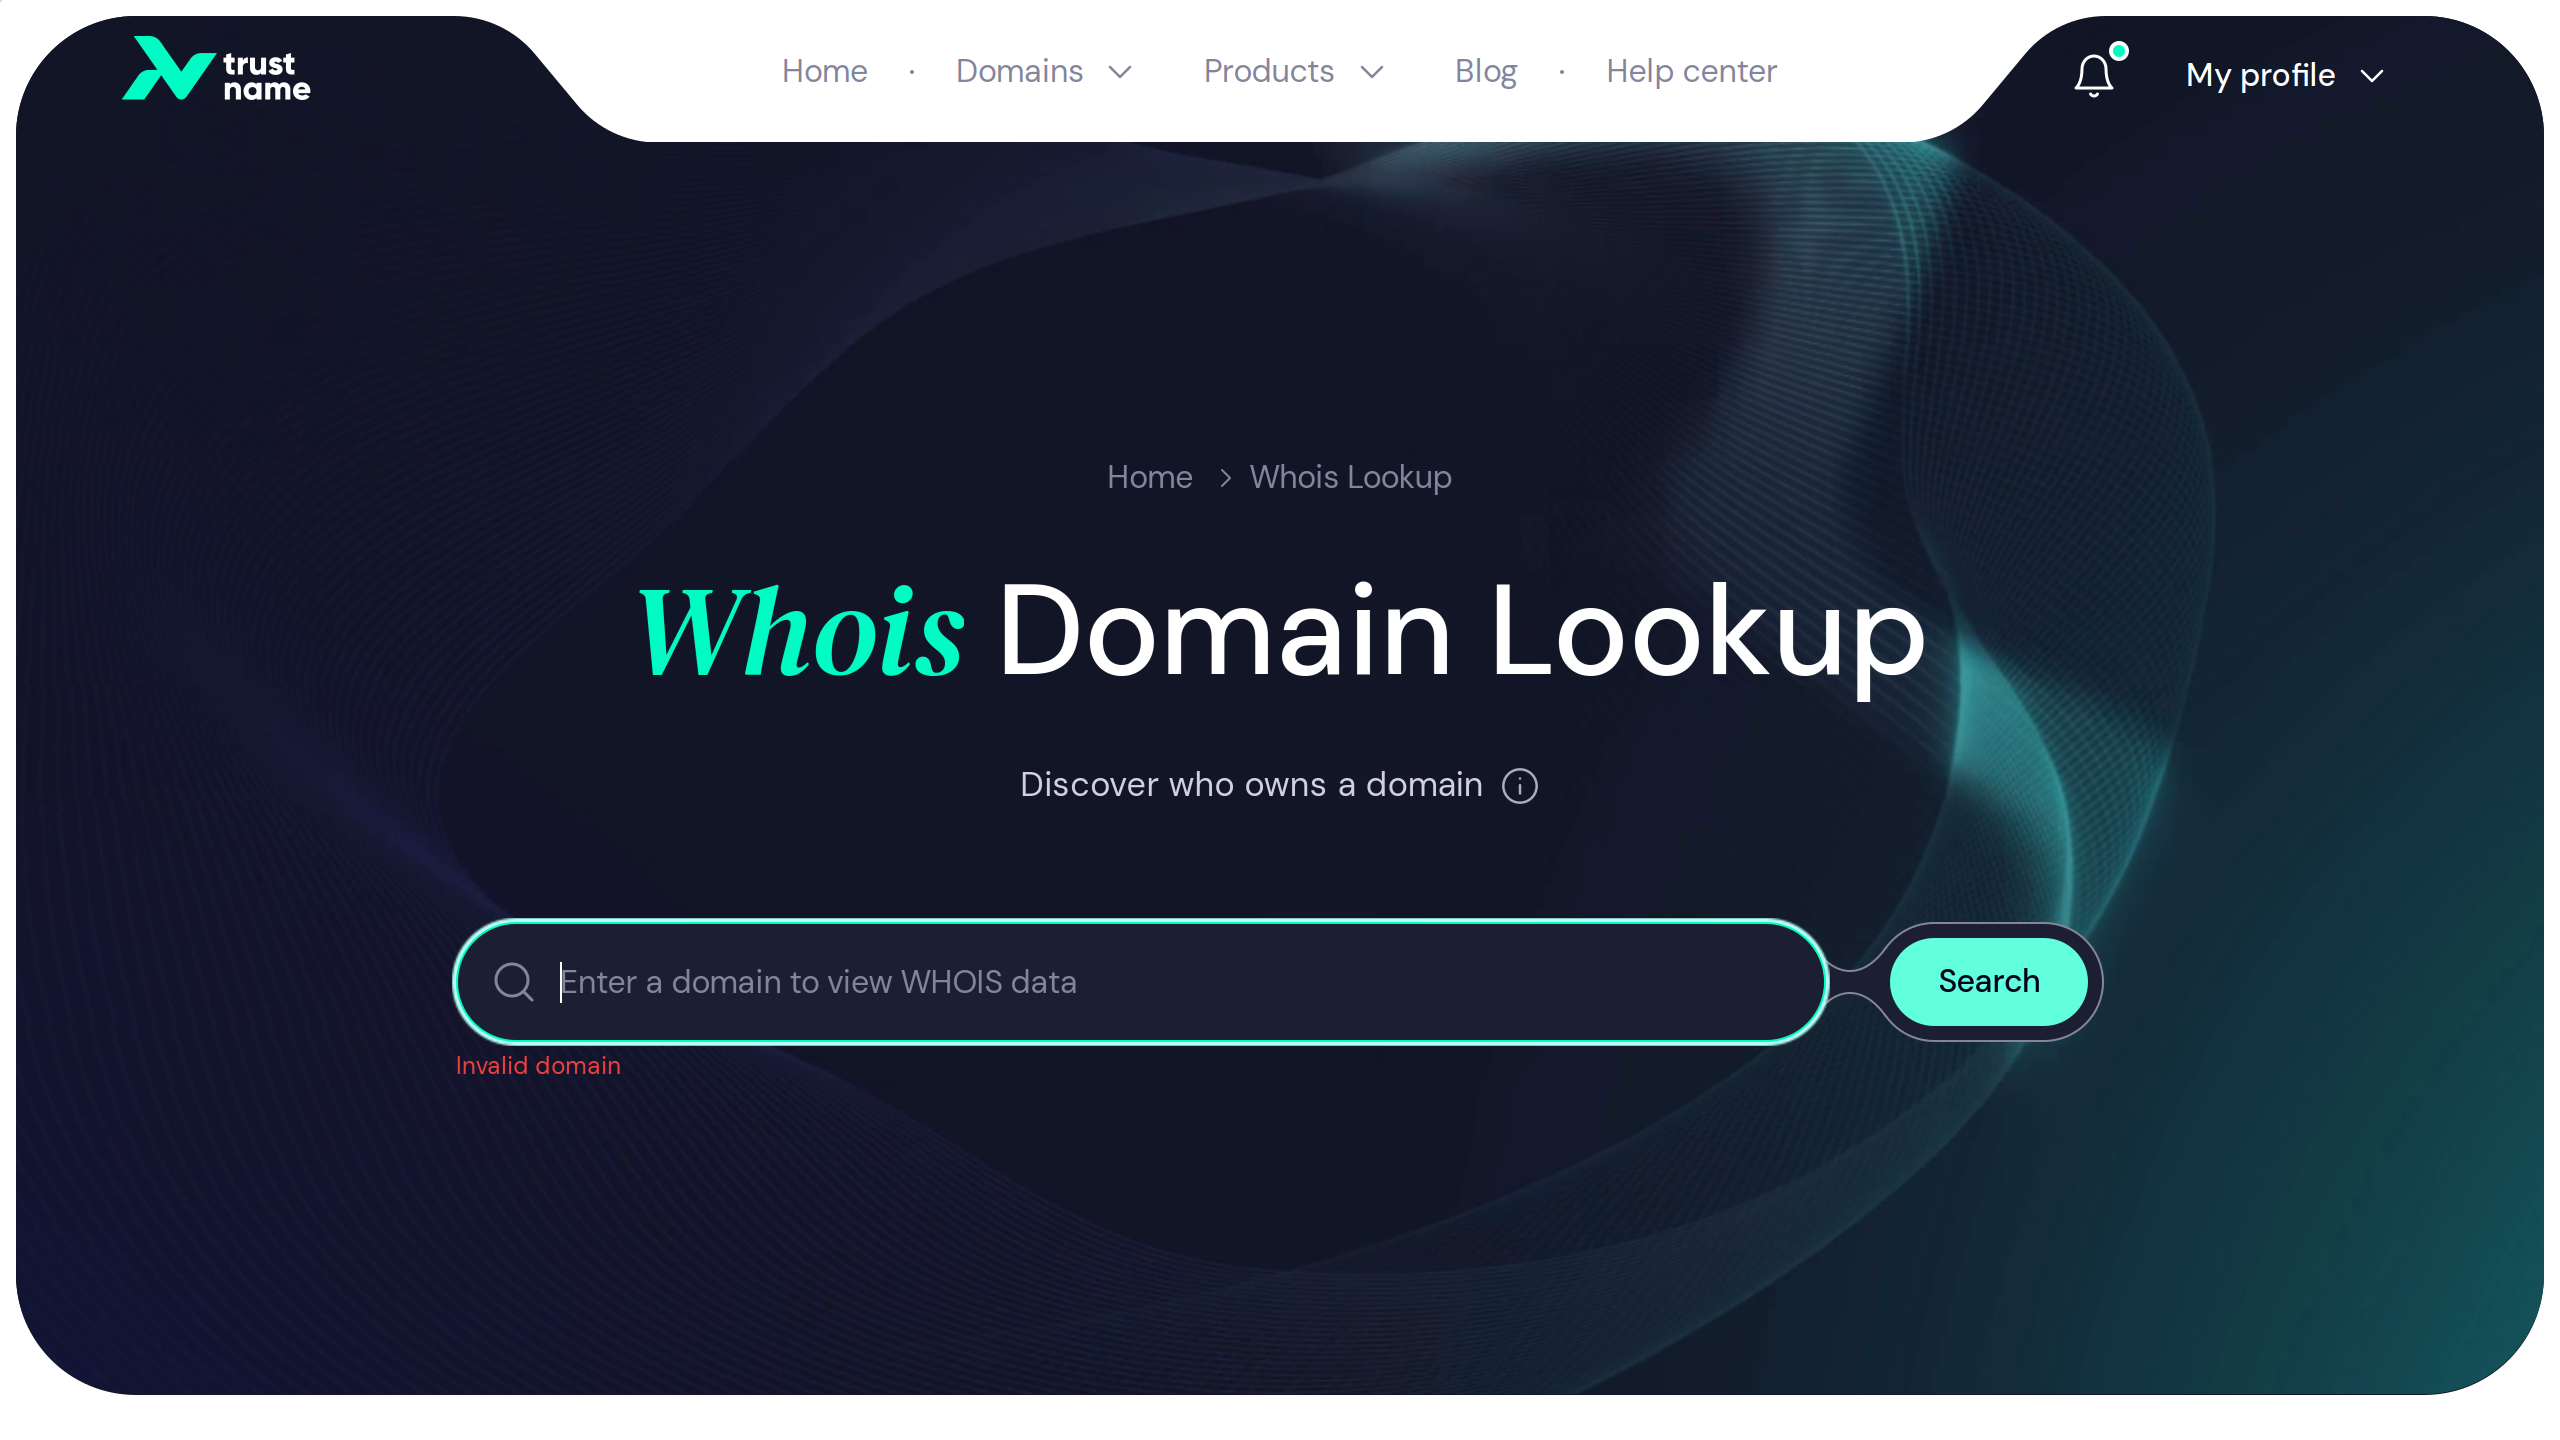 trust
name
Home · Domains Products Blog · Help center
My profile
Home > Whois Lookup
Whois Domain Lookup
Discover who owns a domain
Enter a domain to view WHOIS data
Search
Invalid domain